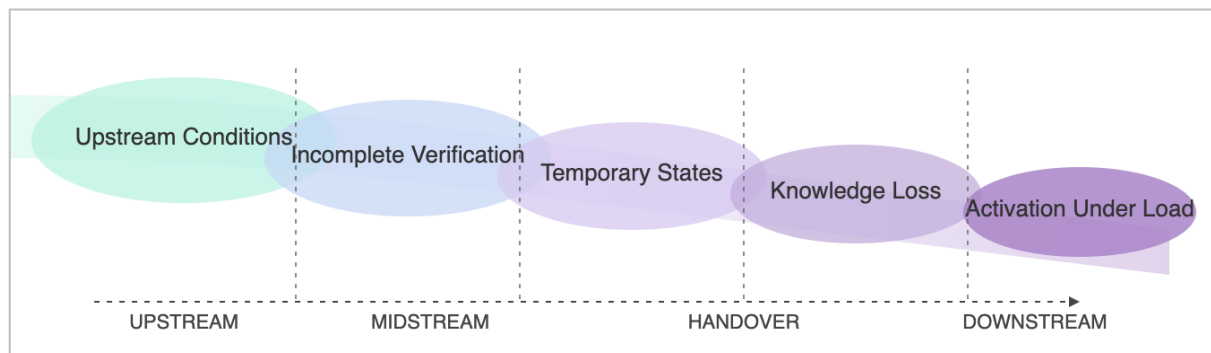 Upstream Conditions
Incomplete Verification
Temporary States
Knowledge Loss
Activation Under Load
UPSTREAM
MIDSTREAM
HANDOVER
DOWNSTREAM